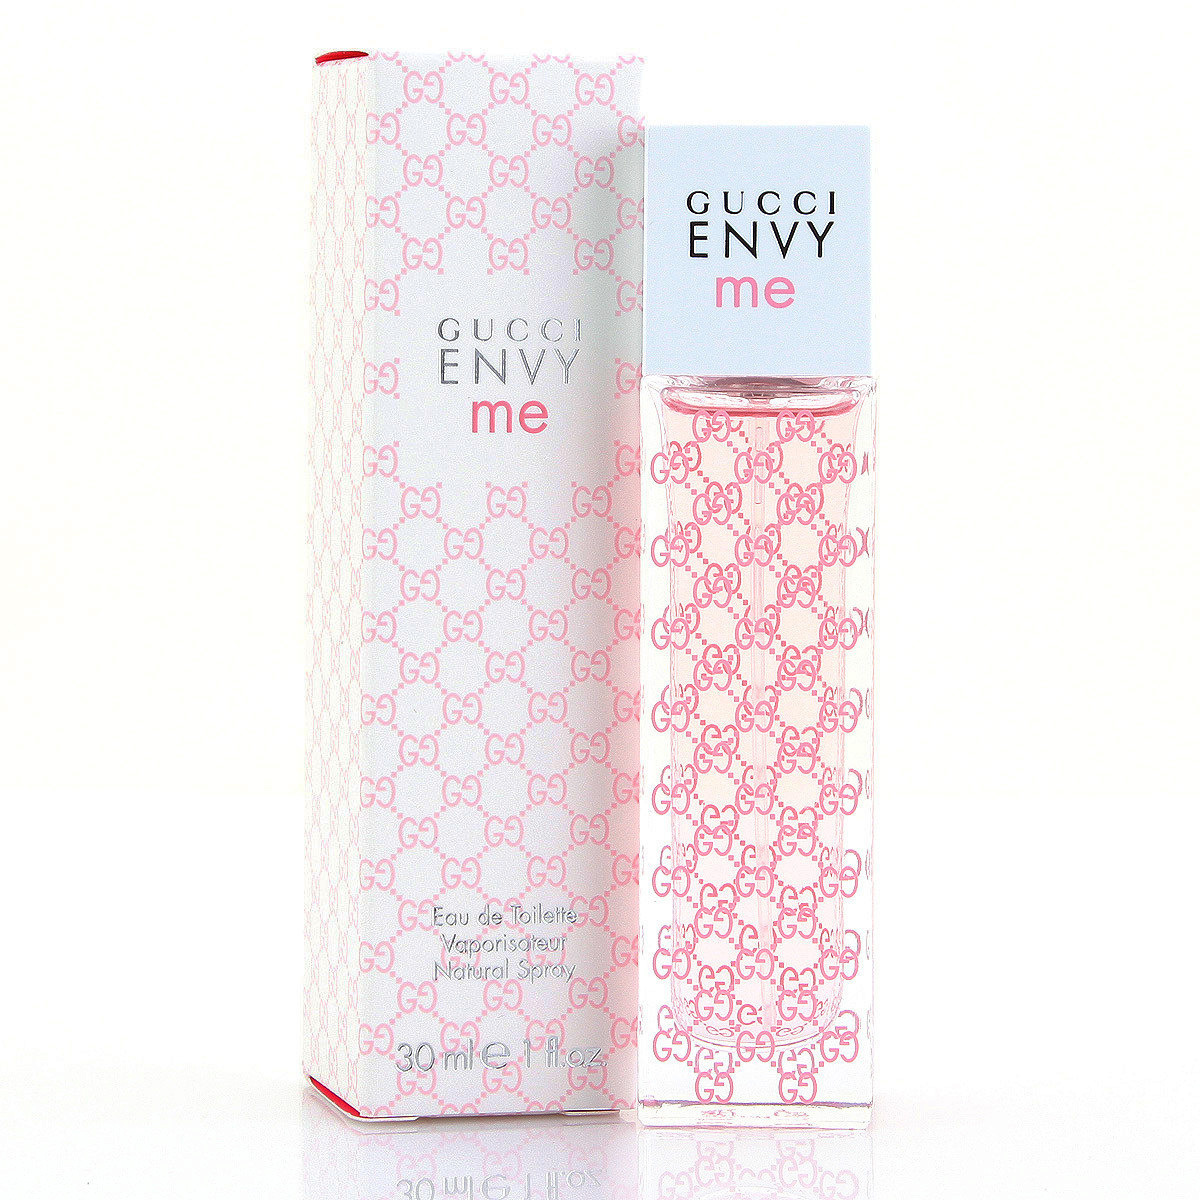 GUCCI
ENVY
me
Eau de Toilette
Vaporisateur
Natural Spray
30 ml e 1 fl.oz.
GUCCI
ENVY
me